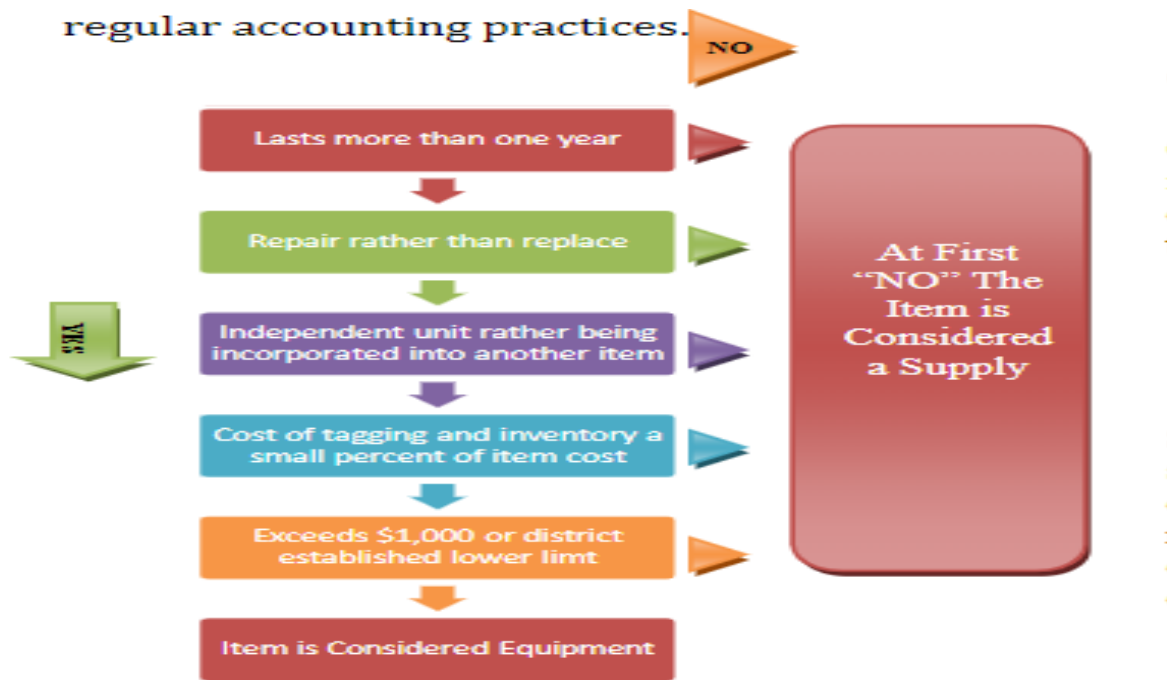 regular accounting practices.
NO
Lasts more than one year
Repair rather than replace
YES
Independent unit rather being
incorporated into another item
Cost of tagging and inventory a
small percent of item cost
Exceeds $1,000 or district
established lower limt
Item is Considered Equipment
At First
“NO” The
Item is
Considered
a Supply